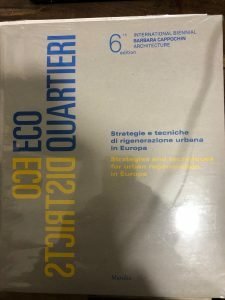 6th edition
INTERNATIONAL BIENNIAL
BARBARA CAPPOCHIN
ARCHITECTURE
ECO
QUARTIERI
ECO
DISTRICTS
Strategie e tecniche
di rigenerazione urbana
in Europa
Strategies and techniques
for urban regeneration
in Europe
Marsilio